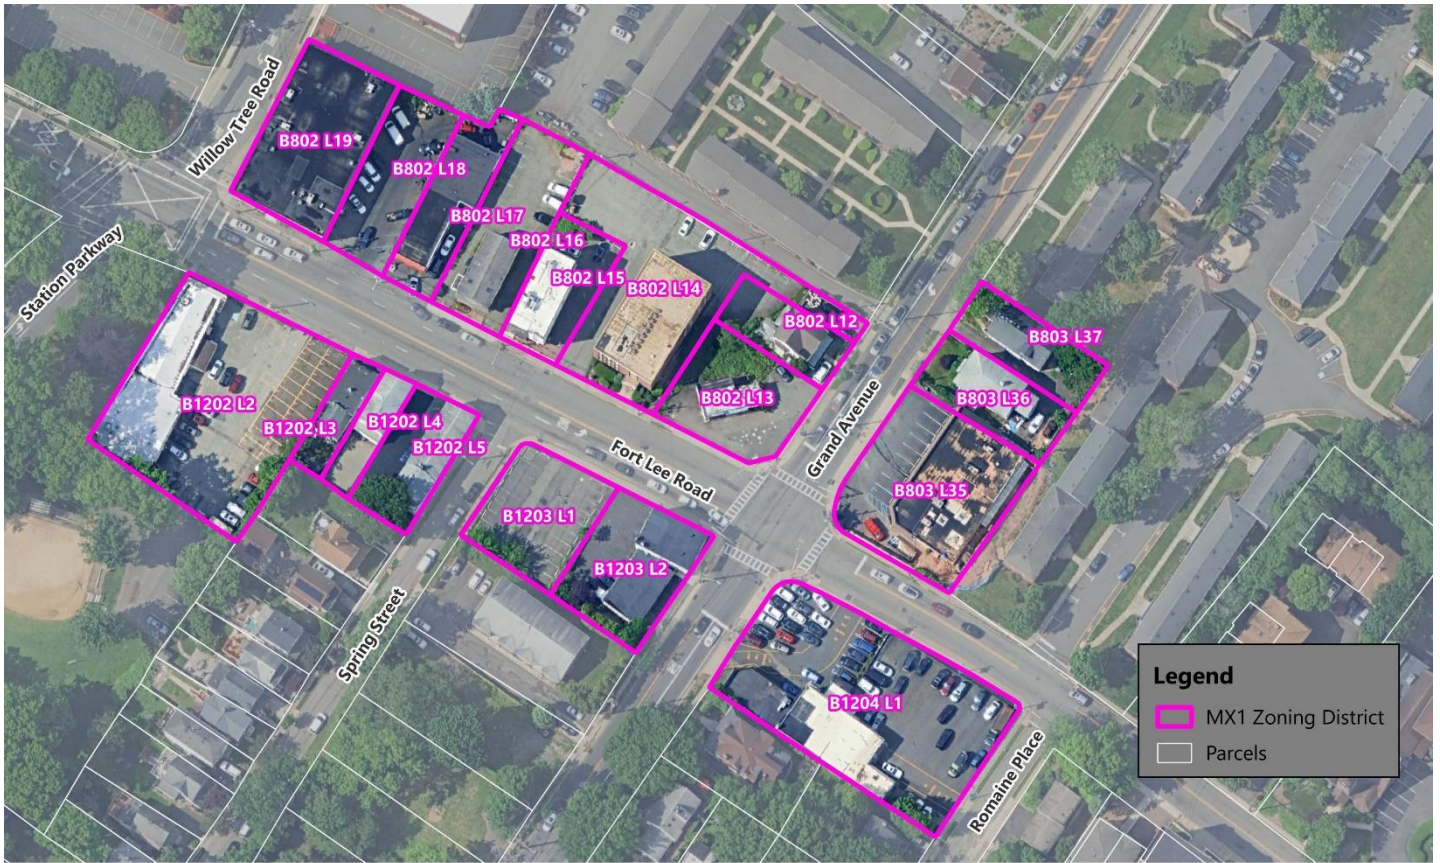 Willow Tree Road
B802 L19
B802 L18
B802 L17
B802 L16
B802 L15
B802 L14
B802 L12
B802 L13
Station Parkway
B803 L37
B803 L36
B803 L35
B1202 L2
B1202 L3
B1202 L4
B1202 L5
Fort Lee Road
Grand Avenue
B1203 L1
B1203 L2
Spring Street
B1204 L1
Romaine Place
Legend
MX1 Zoning District
Parcels